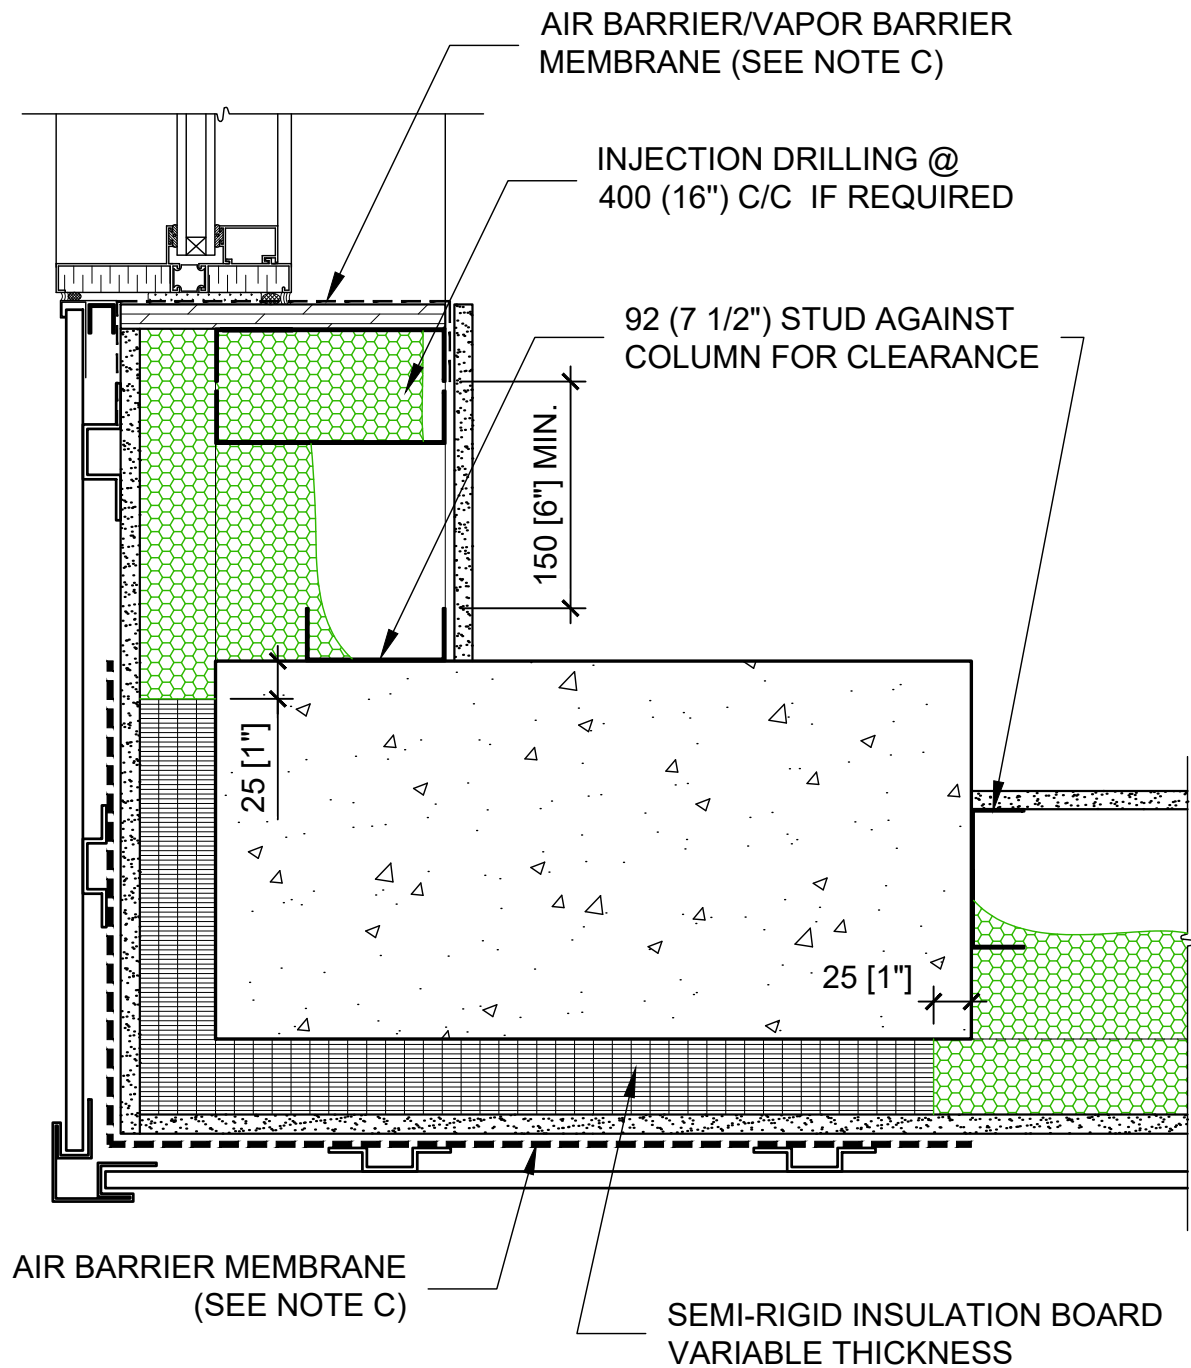 AIR BARRIER/VAPOR BARRIER
MEMBRANE (SEE NOTE C)
INJECTION DRILLING @
400 (16") C/C IF REQUIRED
92 (7 1/2") STUD AGAINST
COLUMN FOR CLEARANCE
150 [6"] MIN.
25 [1"]
25 [1"]
AIR BARRIER MEMBRANE
(SEE NOTE C)
SEMI-RIGID INSULATION BOARD
VARIABLE THICKNESS